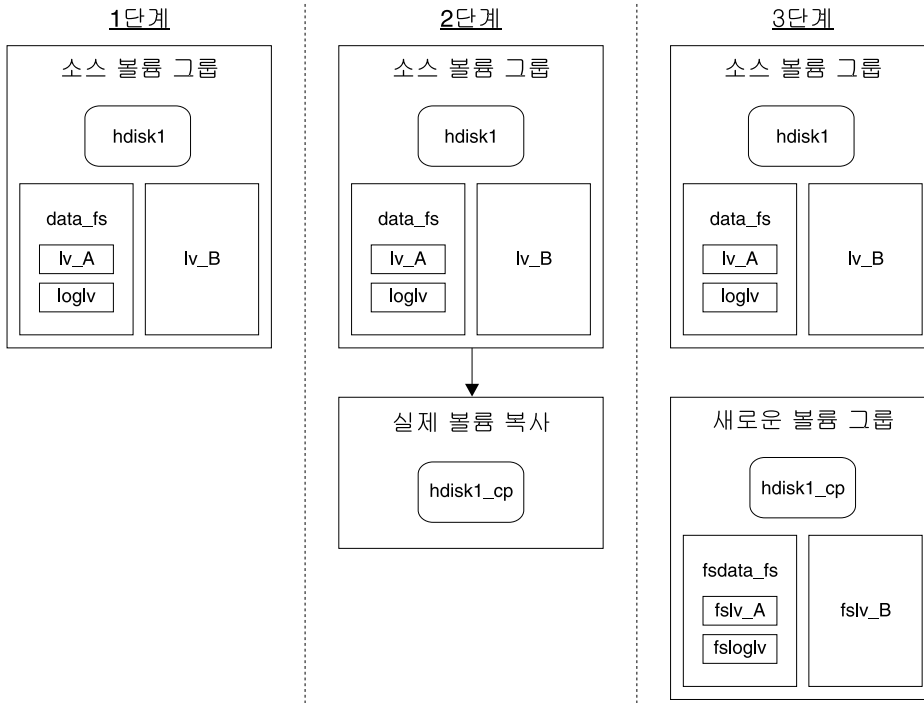 1단계
소스 볼륨 그룹
hdisk1
data_fs
lv_A
loglv
lv_B
2단계
소스 볼륨 그룹
hdisk1
data_fs
lv_A
loglv
lv_B
실제 볼륨 복사
hdisk1_cp
3단계
소스 볼륨 그룹
hdisk1
data_fs
lv_A
loglv
lv_B
새로운 볼륨 그룹
hdisk1_cp
fsdata_fs
fslv_A
fsloglv
fslv_B